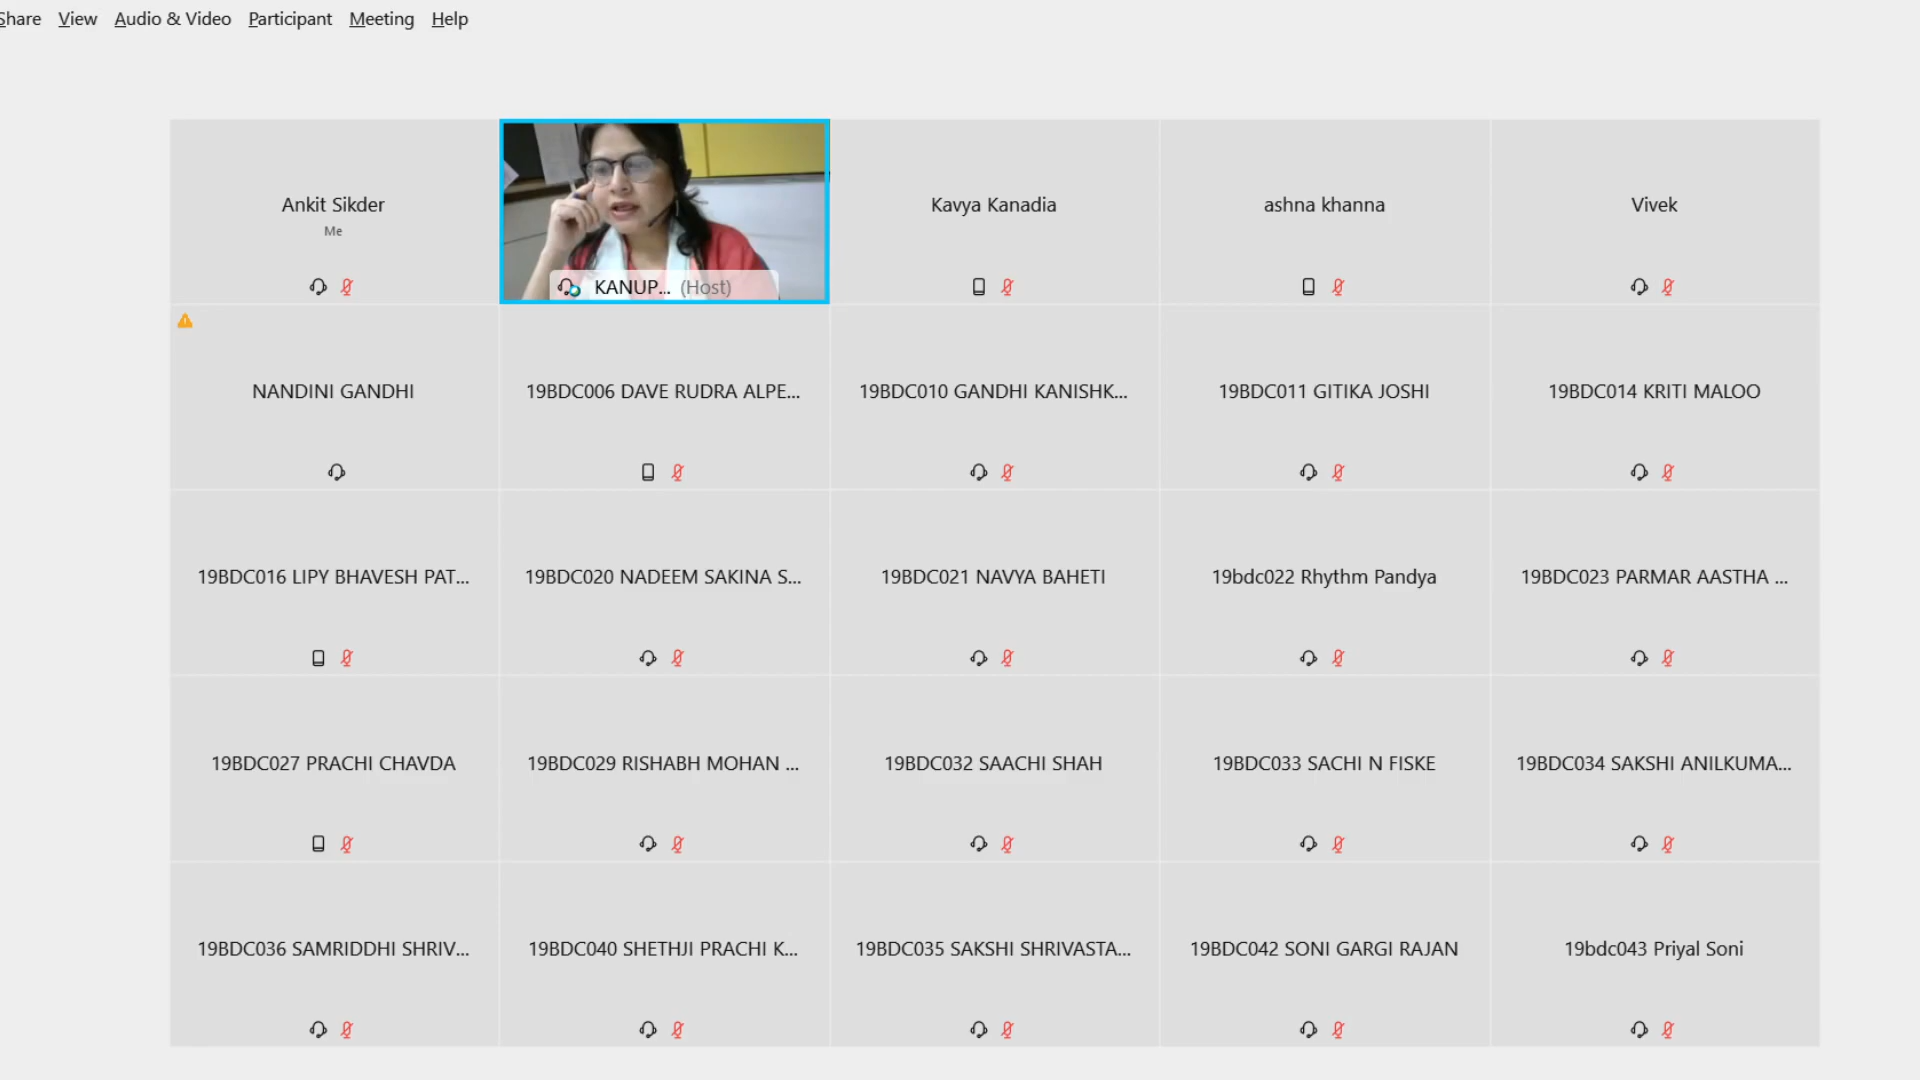 Share View Audio & Video Participant Meeting Help
Ankit Sikder
Me
KANUP... (Host)
Kavya Kanadia
ashna khanna
Vivek
NANDINI GANDHI
19BDC006 DAVE RUDRA ALPE...
19BDC010 GANDHI KANISHK...
19BDC011 GITIKA JOSHI
19BDC014 KRITI MALOO
19BDC016 LIPY BHAVESH PAT...
19BDC020 NADEEM SAKINA S...
19BDC021 NAVYA BAHETI
19bdc022 Rhythm Pandya
19BDC023 PARMAR AASTHA ...
19BDC027 PRACHI CHAVDA
19BDC029 RISHABH MOHAN ...
19BDC032 SAACHI SHAH
19BDC033 SACHI N FISKE
19BDC034 SAKSHI ANILKUMA...
19BDC036 SAMRIDDHI SHRIV...
19BDC040 SHETHJI PRACHI K...
19BDC035 SAKSHI SHRIVASTA...
19BDC042 SONI GARGI RAJAN
19bdc043 Priyal Soni